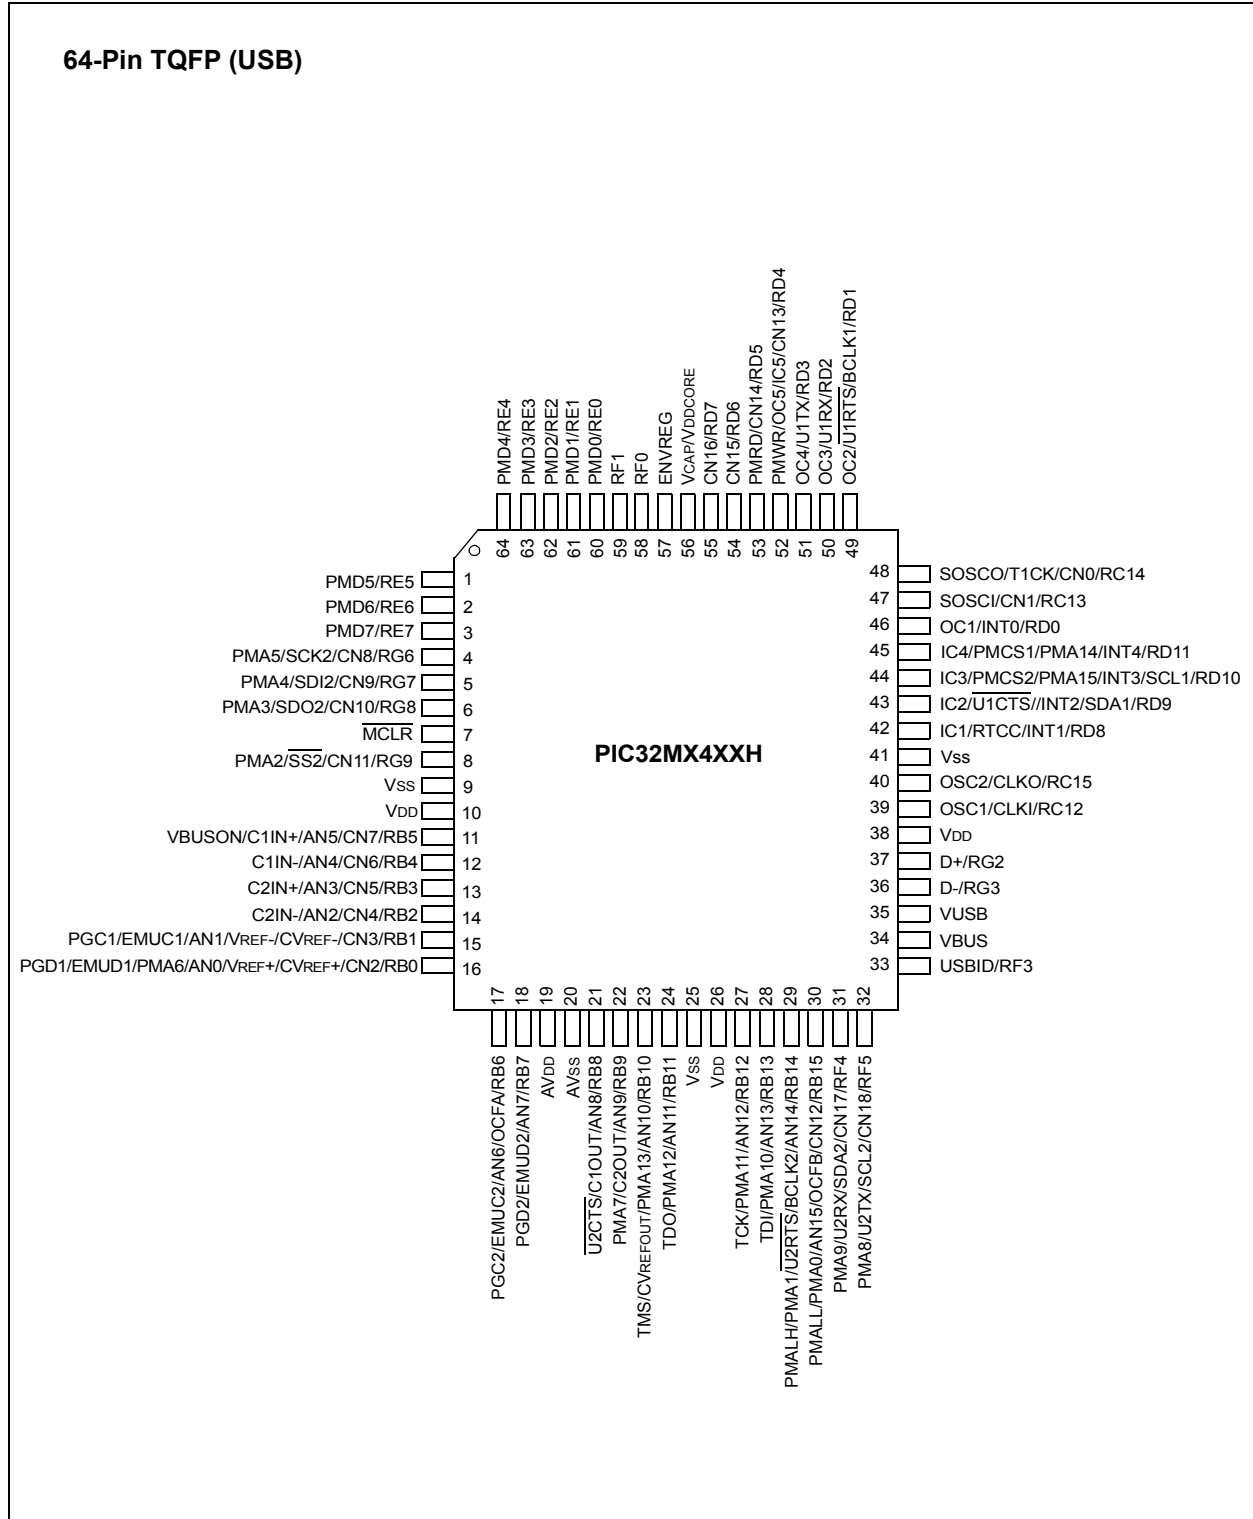 64-Pin TQFP (USB)
PMD4/RE4
PMD3/RE3
PMD2/RE2
PMD1/RE1
PMD0/RE0
RF1
RF0
ENVREG
VCAP/VDDCORE
CN16/RD7
CN15/RD6
PMRD/CN14/RD5
PMWR/OC5/IC5/CN13/RD4
OC4/U1TX/RD3
OC3/U1RX/RD2
OC2/U1RTS/BCLK1/RD1
64
63
62
61
60
59
58
57
56
55
54
53
52
51
50
49
PMD5/RE5 1
PMD6/RE6 2
PMD7/RE7 3
PMA5/SCK2/CN8/RG6 4
PMA4/SDI2/CN9/RG7 5
PMA3/SDO2/CN10/RG8 6
MCLR 7
PMA2/SS2/CN11/RG9 8
VSS 9
VDD 10
VBUSON/C1IN+/AN5/CN7/RB5 11
C1IN-/AN4/CN6/RB4 12
C2IN+/AN3/CN5/RB3 13
C2IN-/AN2/CN4/RB2 14
PGC1/EMUC1/AN1/VREF-/CVREF-/CN3/RB1 15
PGD1/EMUD1/PMA6/AN0/VREF+/CVREF+/CN2/RB0 16
PIC32MX4XXH
48 SOSCO/T1CK/CN0/RC14
47 SOSCI/CN1/RC13
46 OC1/INT0/RD0
45 IC4/PMCS1/PMA14/INT4/RD11
44 IC3/PMCS2/PMA15/INT3/SCL1/RD10
43 IC2/U1CTS//INT2/SDA1/RD9
42 IC1/RTCC/INT1/RD8
41 Vss
40 OSC2/CLKO/RC15
39 OSC1/CLKI/RC12
38 VDD
37 D+/RG2
36 D-/RG3
35 VUSB
34 VBUS
33 USBID/RF3
17
18
19
20
21
22
23
24
25
26
27
28
29
30
31
32
PGC2/EMUC2/AN6/OCFA/RB6
PGD2/EMUD2/AN7/RB7
AVDD
AVSS
U2CTS/C1OUT/AN8/RB8
PMA7/C2OUT/AN9/RB9
TMS/CVREFOUT/PMA13/AN10/RB10
TDO/PMA12/AN11/RB11
VSS
VDD
TCK/PMA11/AN12/RB12
TDI/PMA10/AN13/RB13
PMALH/PMA1/U2RTS/BCLK2/AN14/RB14
PMALL/PMA0/AN15/OCFB/CN12/RB15
PMA9/U2RX/SDA2/CN17/RF4
PMA8/U2TX/SCL2/CN18/RF5